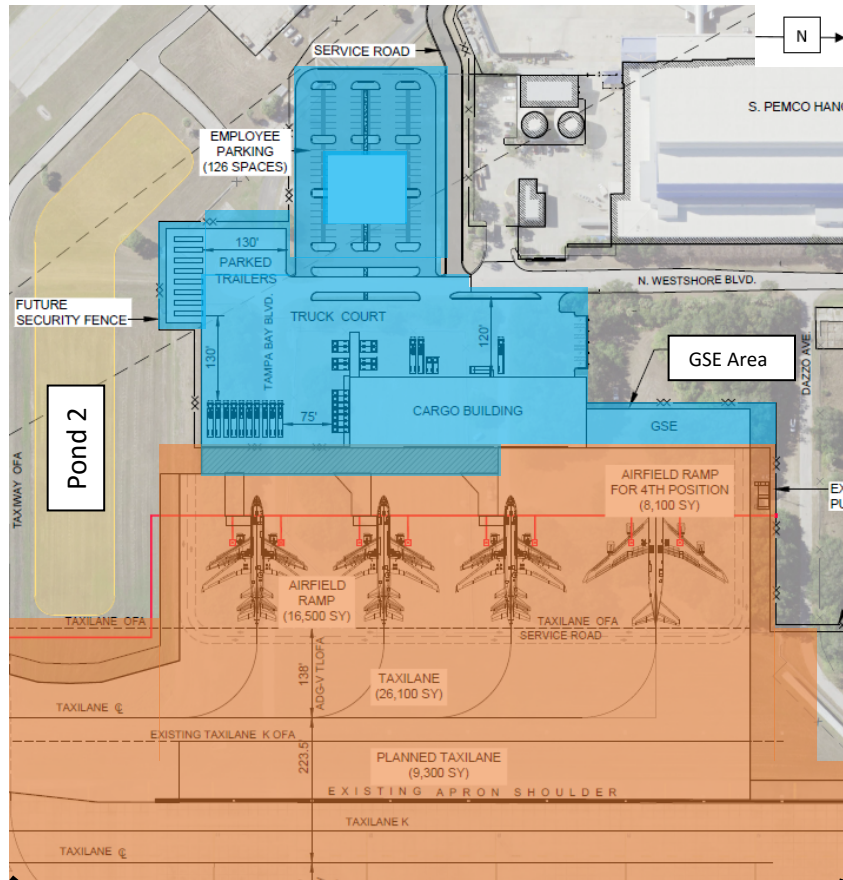 N
SERVICE ROAD
S. PEMCO HANG
EMPLOYEE
PARKING
(126 SPACES)
130'
PARKED
TRAILERS
N. WESTSHORE BLVD.
FUTURE
SECURITY FENCE
TAMPA BAY BLVD.
TRUCK COURT
120'
130'
GSE Area
DAZZO AVE.
75'
CARGO BUILDING
GSE
Pond 2
TAXIWAY OFA
AIRFIELD RAMP
FOR 4TH POSITION
(8,100 SY)
EX
PU
AIRFIELD
RAMP
(16,500 SY)
TAXILANE OFA
TAXILANE OFA
SERVICE ROAD
138'
ADG-V TLOFA
TAXILANE
(26,100 SY)
TAXILANE ℄
EXISTING TAXILANE K OFA
223.5'
PLANNED TAXILANE
(9,300 SY)
EXISTING APRON SHOULDER
TAXILANE K
TAXILANE ℄